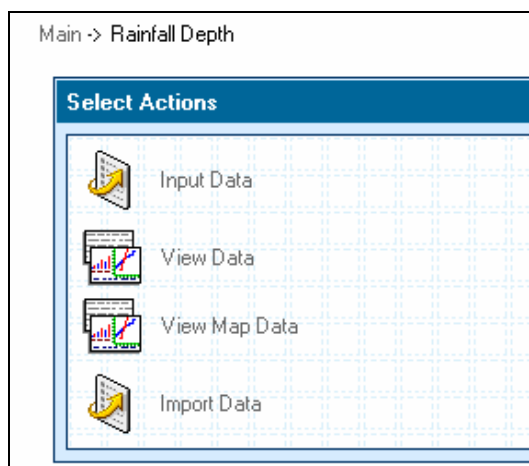 Main -> Rainfall Depth
Select Actions
Input Data
View Data
View Map Data
Import Data